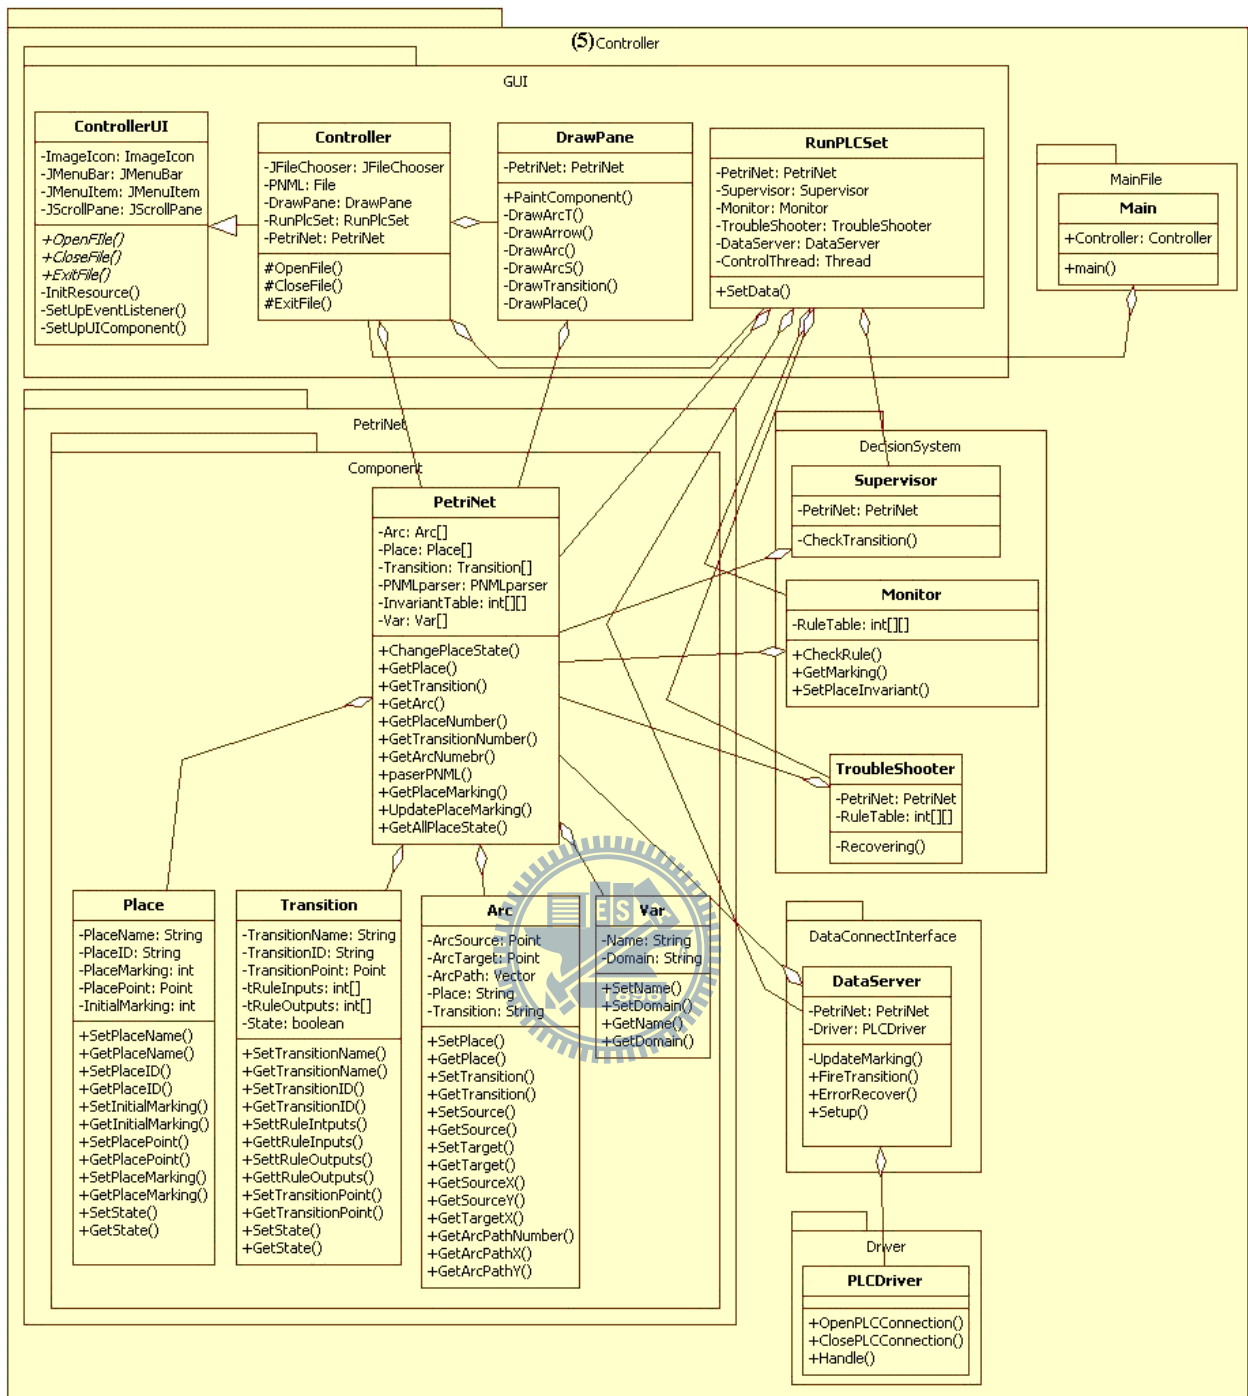 (5)Controller
GUI
ControllerUI
-ImageIcon: ImageIcon
-JMenuBar: JMenuBar
-JMenuItem: JMenuItem
-JScrollPane: JScrollPane
+OpenFIle()
+CloseFile()
+ExitFile()
-InitResource()
-SetUpEventListener()
-SetUpUIComponent()
Controller
-JFileChooser: JFileChooser
-PNML: File
-DrawPane: DrawPane
-RunPlcSet: RunPlcSet
-PetriNet: PetriNet
#OpenFile()
#CloseFile()
#ExitFile()
DrawPane
-PetriNet: PetriNet
+PaintComponent()
-DrawArcT()
-DrawArrow()
-DrawArc()
-DrawArcS()
-DrawTransition()
-DrawPlace()
RunPLCSet
-PetriNet: PetriNet
-Supervisor: Supervisor
-Monitor: Monitor
-TroubleShooter: TroubleShooter
-DataServer: DataServer
-ControlThread: Thread
+SetData()
MainFile
Main
+Controller: Controller
+main()
PetriNet
Component
PetriNet
-Arc: Arc[]
-Place: Place[]
-Transition: Transition[]
-PNMLparser: PNMLparser
-InvariantTable: int[][]
-Var: Var[]
+ChangePlaceState()
+GetPlace()
+GetTransition()
+GetArc()
+GetPlaceNumber()
+GetTransitionNumber()
+GetArcNumebr()
+paserPNML()
+GetPlaceMarking()
+UpdatePlaceMarking()
+GetAllPlaceState()
DecisionSystem
Supervisor
-PetriNet: PetriNet
-CheckTransition()
Monitor
-RuleTable: int[][]
+CheckRule()
+GetMarking()
+SetPlaceInvariant()
TroubleShooter
-PetriNet: PetriNet
-RuleTable: int[][]
-Recovering()
Place
-PlaceName: String
-PlaceID: String
-PlaceMarking: int
-PlacePoint: Point
-InitialMarking: int
+SetPlaceName()
+GetPlaceName()
+SetPlaceID()
+GetPlaceID()
+SetInitialMarking()
+GetInitialMarking()
+SetPlacePoint()
+GetPlacePoint()
+SetPlaceMarking()
+GetPlaceMarking()
+SetState()
+GetState()
Transition
-TransitionName: String
-TransitionID: String
-TransitionPoint: Point
-tRuleInputs: int[]
-tRuleOutputs: int[]
-State: boolean
+SetTransitionName()
+GetTransitionName()
+SetTransitionID()
+GetTransitionID()
+SettRuleIntputs()
+GettRuleInputs()
+SettRuleOutputs()
+GettRuleOutputs()
+SetTransitionPoint()
+GetTransitionPoint()
+SetState()
+GetState()
Arc
-ArcSource: Point
-ArcTarget: Point
-ArcPath: Vector
-Place: String
-Transition: String
+SetPlace()
+GetPlace()
+SetTransition()
+GetTransition()
+SetSource()
+GetSource()
+SetTarget()
+GetTarget()
+GetSourceX()
+GetSourceY()
+GetTargetX()
+GetArcPathNumber()
+GetArcPathX()
+GetArcPathY()
Var
-Name: String
-Domain: String
+SetName()
+SetDomain()
+GetName()
+GetDomain()
ES
1896
DataConnectInterface
DataServer
-PetriNet: PetriNet
-Driver: PLCDriver
-UpdateMarking()
+FireTransition()
+ErrorRecover()
+Setup()
Driver
PLCDriver
+OpenPLCConnection()
+ClosePLCConnection()
+Handle()